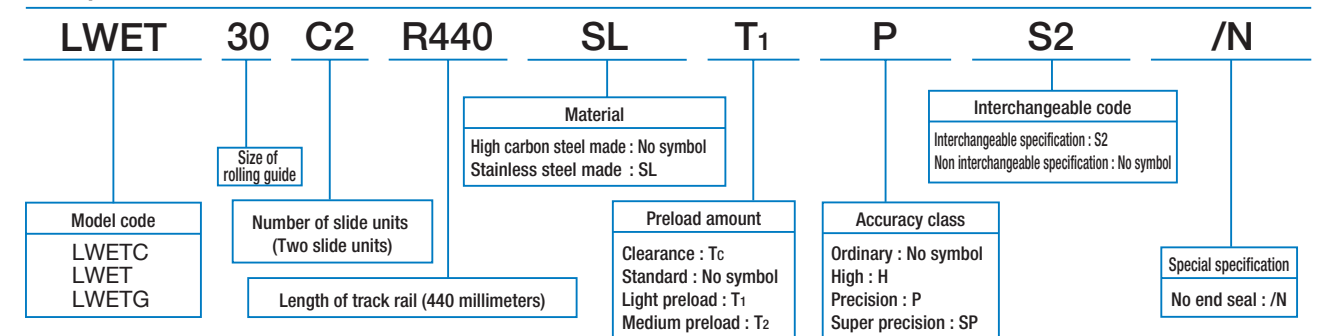 LWET 30 C2 R440 SL T1 P S2 /N
Material
High carbon steel made : No symbol
Stainless steel made : SL
Interchangeable code
Interchangeable specification : S2
Non interchangeable specification : No symbol
Size of
rolling guide
Model code
LWETC
LWET
LWETG
Number of slide units
(Two slide units)
Length of track rail (440 millimeters)
Preload amount
Clearance : Tc
Standard : No symbol
Light preload : T1
Medium preload : T2
Accuracy class
Ordinary : No symbol
High : H
Precision : P
Super precision : SP
Special specification
No end seal : /N